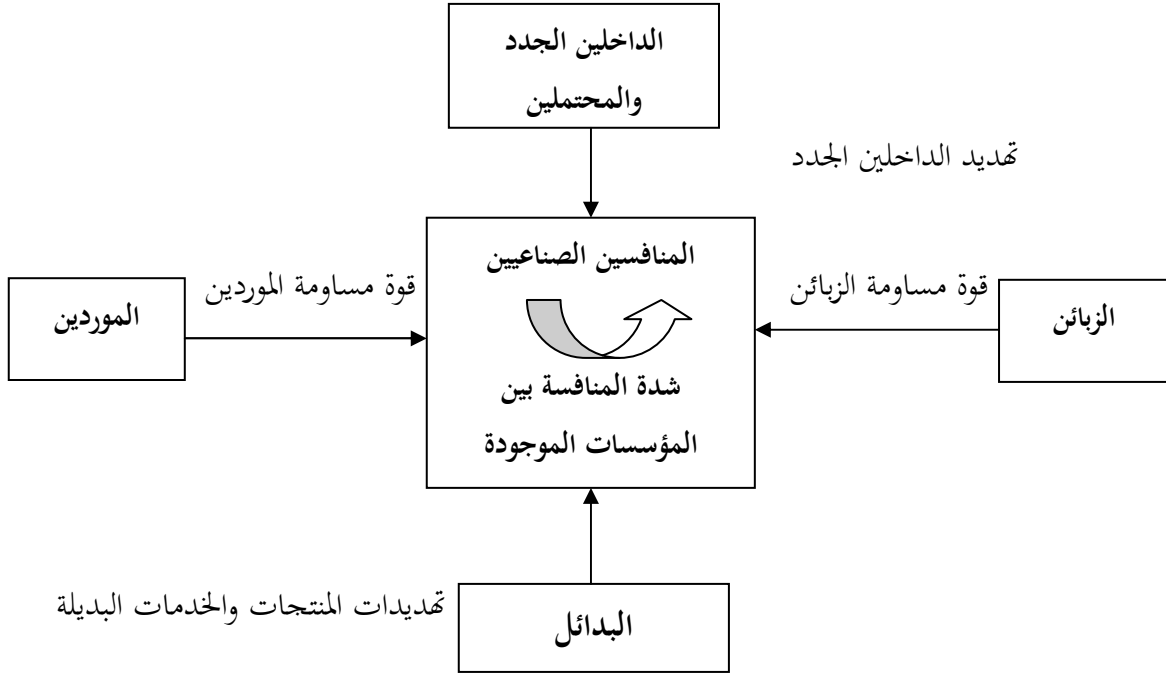 الداخلين الجدد
والمحتملين
تهديد الداخلين الجدد
المنافسين الصناعيين
قوة مساومة الزبائن
قوة مساومة الموردين
الزبائن
الموردين
شدة المنافسة بين
المؤسسات الموجودة
تهديدات المنتجات والخدمات البديلة
البدائل